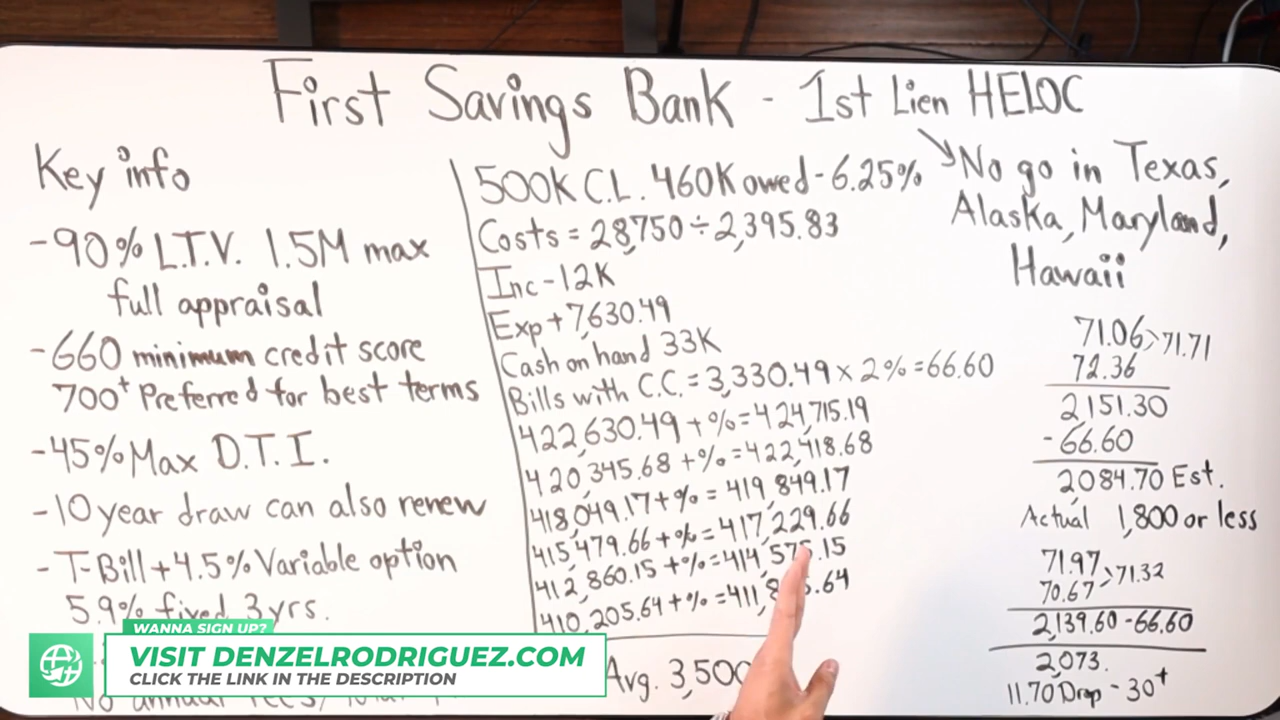 First Savings Bank - 1st Lien HELOC
Key info
-90% L.T.V. 1.5M max
full appraisal
-660 minimum credit score
700+ Preferred for best terms
-45% Max D.T.I.
-10 year draw can also renew
- T-Bill + 4.5% Variable option
5.9% fixed 3 yrs.
No annual fees/
500K C.L. 460K owed - 6.25%
Costs = 28,750 ÷ 2,395.83
Inc - 12K
Exp + 7,630.49
Cash on hand 33K
Bills with C.C. = 3,330.49 x 2% = 66.60
422,630.49 + % = 424,715.19
420,345.68 + % = 422,418.68
418,049.17 + % = 419,849.17
415,479.66 + % = 417,229.66
412,860.15 + % = 414,575.15
410,205.64 + % = 411,8 .64
Avg. 3,500
No go in Texas,
Alaska, Maryland,
Hawaii
71.06 > 71.71
72.36
2151.30
-66.60
2084.70 Est.
Actual 1,800 or less
71.97 > 71.32
70.67
2,139.60 - 66.60
2,073.
11.70 Drop - 30+
WANNA SIGN UP?
VISIT DENZELRODRIGUEZ.COM
CLICK THE LINK IN THE DESCRIPTION